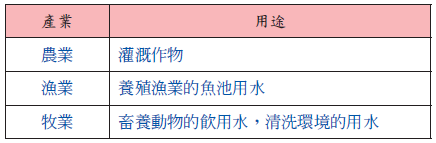 產業 用途
農業 灌溉作物
漁業 養殖漁業的魚池用水
牧業 畜養動物的飲用水，清洗環境的用水